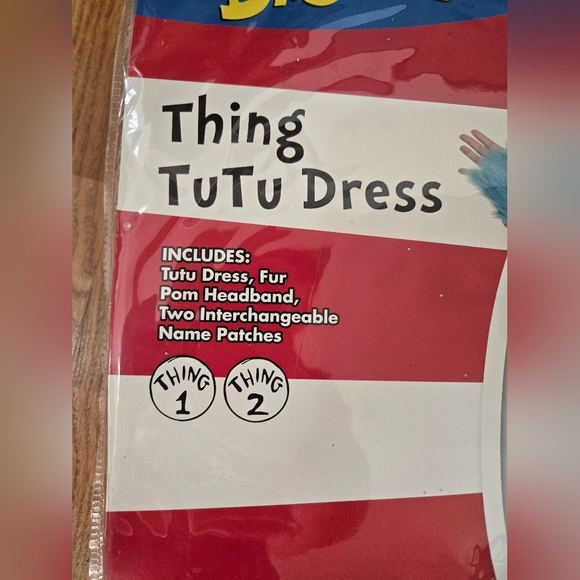 Thing
TuTu Dress
INCLUDES:
Tutu Dress, Fur
Pom Headband,
Two Interchangeable
Name Patches
THING 1
THING 2